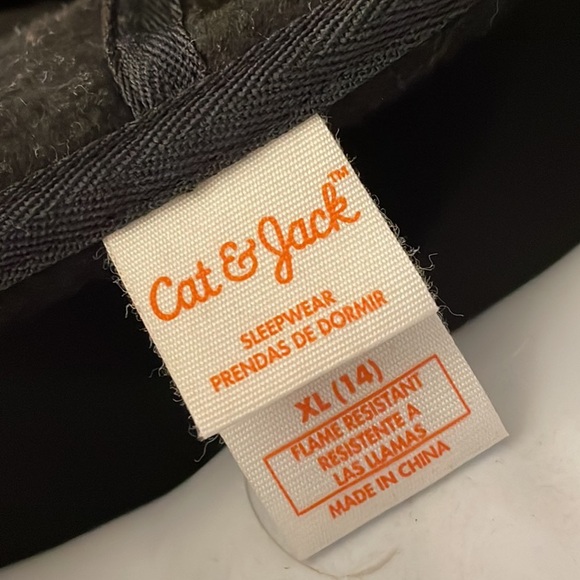 Cat & Jack™
SLEEPWEAR
PRENDAS DE DORMIR
XL (14)
FLAME RESISTANT
RESISTENTE A
LAS LLAMAS
MADE IN CHINA